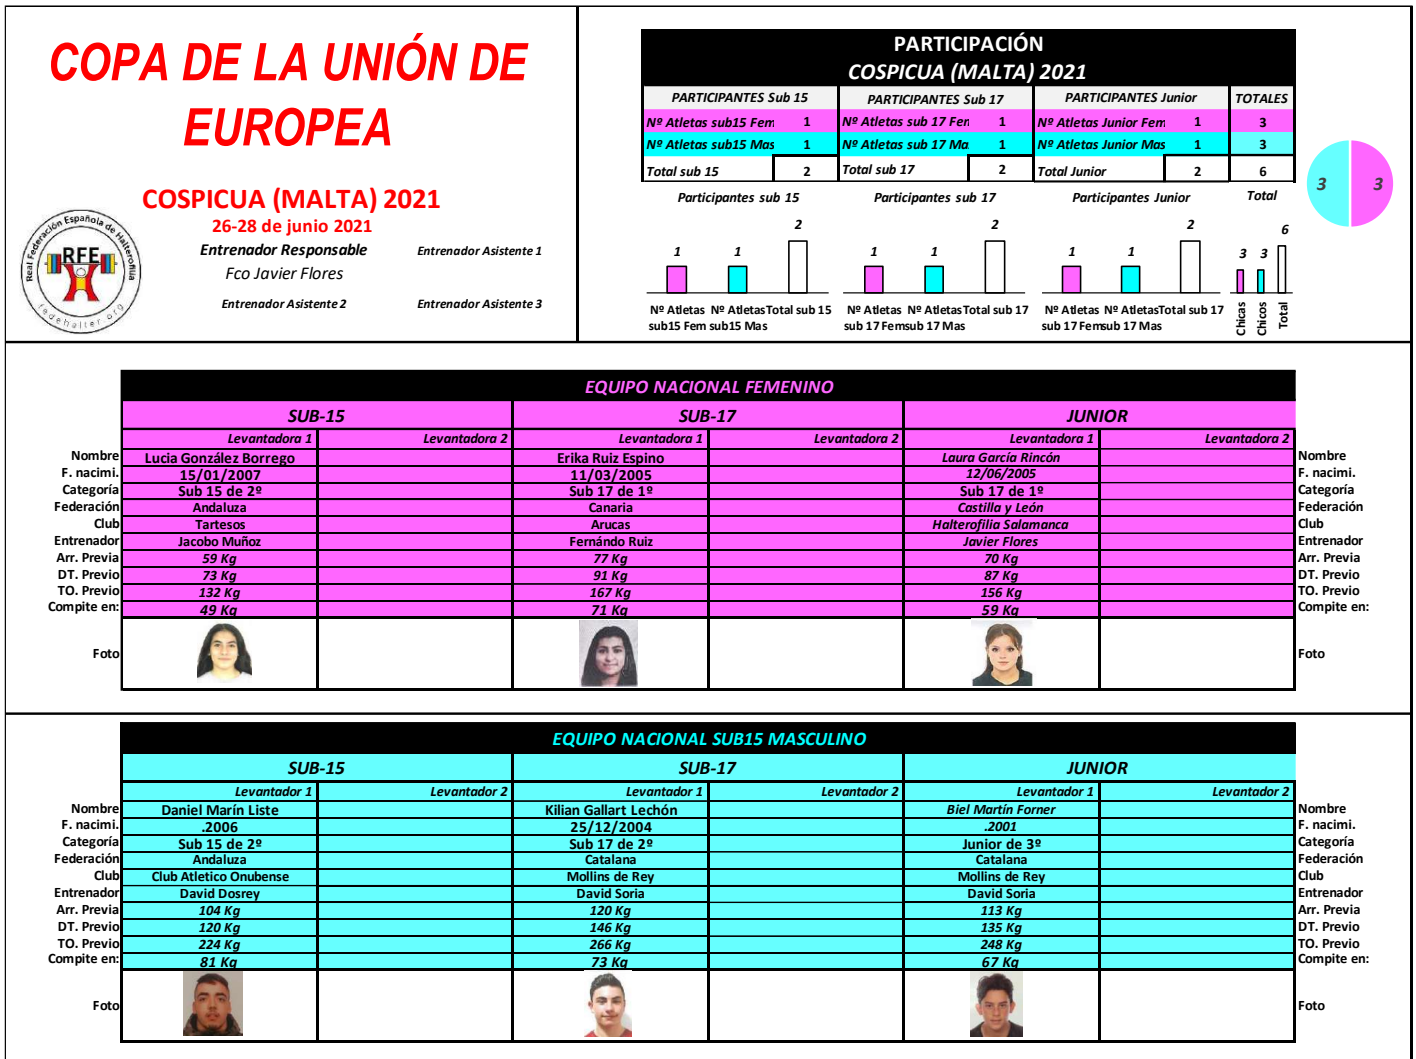 COPA DE LA UNIÓN DE
EUROPEA
COSPICUA (MALTA) 2021
26-28 de junio 2021
Entrenador Responsable Entrenador Asistente 1
Fco Javier Flores
Entrenador Asistente 2 Entrenador Asistente 3
Real Federación Española de Halterofilia
RFE
fedehalter.org
PARTICIPACIÓN
COSPICUA (MALTA) 2021
PARTICIPANTES Sub 15 PARTICIPANTES Sub 17 PARTICIPANTES Junior TOTALES
Nº Atletas sub15 Fem 1 Nº Atletas sub 17 Fen 1 Nº Atletas Junior Fem 1 3
Nº Atletas sub15 Mas 1 Nº Atletas sub 17 Ma 1 Nº Atletas Junior Mas 1 3
Total sub 15 2 Total sub 17 2 Total Junior 2 6
3 3
Participantes sub 15 Participantes sub 17 Participantes Junior Total
1 1 2 1 1 2 1 1 2 3 3 6
Nº Atletas Nº Atletas Total sub 15 Nº Atletas Nº Atletas Total sub 17 Nº Atletas Nº Atletas Total sub 17
sub15 Fem sub15 Mas sub 17 Fem sub 17 Mas sub 17 Fem sub 17 Mas
Chicas Chicos Total
EQUIPO NACIONAL FEMENINO
SUB-15 SUB-17 JUNIOR
Levantadora 1 Levantadora 2 Levantadora 1 Levantadora 2 Levantadora 1 Levantadora 2
Nombre Lucia González Borrego Erika Ruiz Espino Laura García Rincón Nombre
F. nacimi. 15/01/2007 11/03/2005 12/06/2005 F. nacimi.
Categoría Sub 15 de 2º Sub 17 de 1º Sub 17 de 1º Categoría
Federación Andaluza Canaria Castilla y León Federación
Club Tartesos Arucas Halterofilia Salamanca Club
Entrenador Jacobo Muñoz Fernándo Ruiz Javier Flores Entrenador
Arr. Previa 59 Kg 77 Kg 70 Kg Arr. Previa
DT. Previo 73 Kg 91 Kg 87 Kg DT. Previo
TO. Previo 132 Kg 167 Kg 156 Kg TO. Previo
Compite en: 49 Kg 71 Kg 59 Kg Compite en:
Foto Foto
EQUIPO NACIONAL SUB15 MASCULINO
SUB-15 SUB-17 JUNIOR
Levantador 1 Levantador 2 Levantador 1 Levantador 2 Levantador 1 Levantador 2
Nombre Daniel Marín Liste Kilian Gallart Lechón Biel Martín Forner Nombre
F. nacimi. .2006 25/12/2004 .2001 F. nacimi.
Categoría Sub 15 de 2º Sub 17 de 2º Junior de 3º Categoría
Federación Andaluza Catalana Catalana Federación
Club Club Atletico Onubense Mollins de Rey Mollins de Rey Club
Entrenador David Dosrey David Soria David Soria Entrenador
Arr. Previa 104 Kg 120 Kg 113 Kg Arr. Previa
DT. Previo 120 Kg 146 Kg 135 Kg DT. Previo
TO. Previo 224 Kg 266 Kg 248 Kg TO. Previo
Compite en: 81 Kg 73 Kg 67 Kg Compite en:
Foto Foto